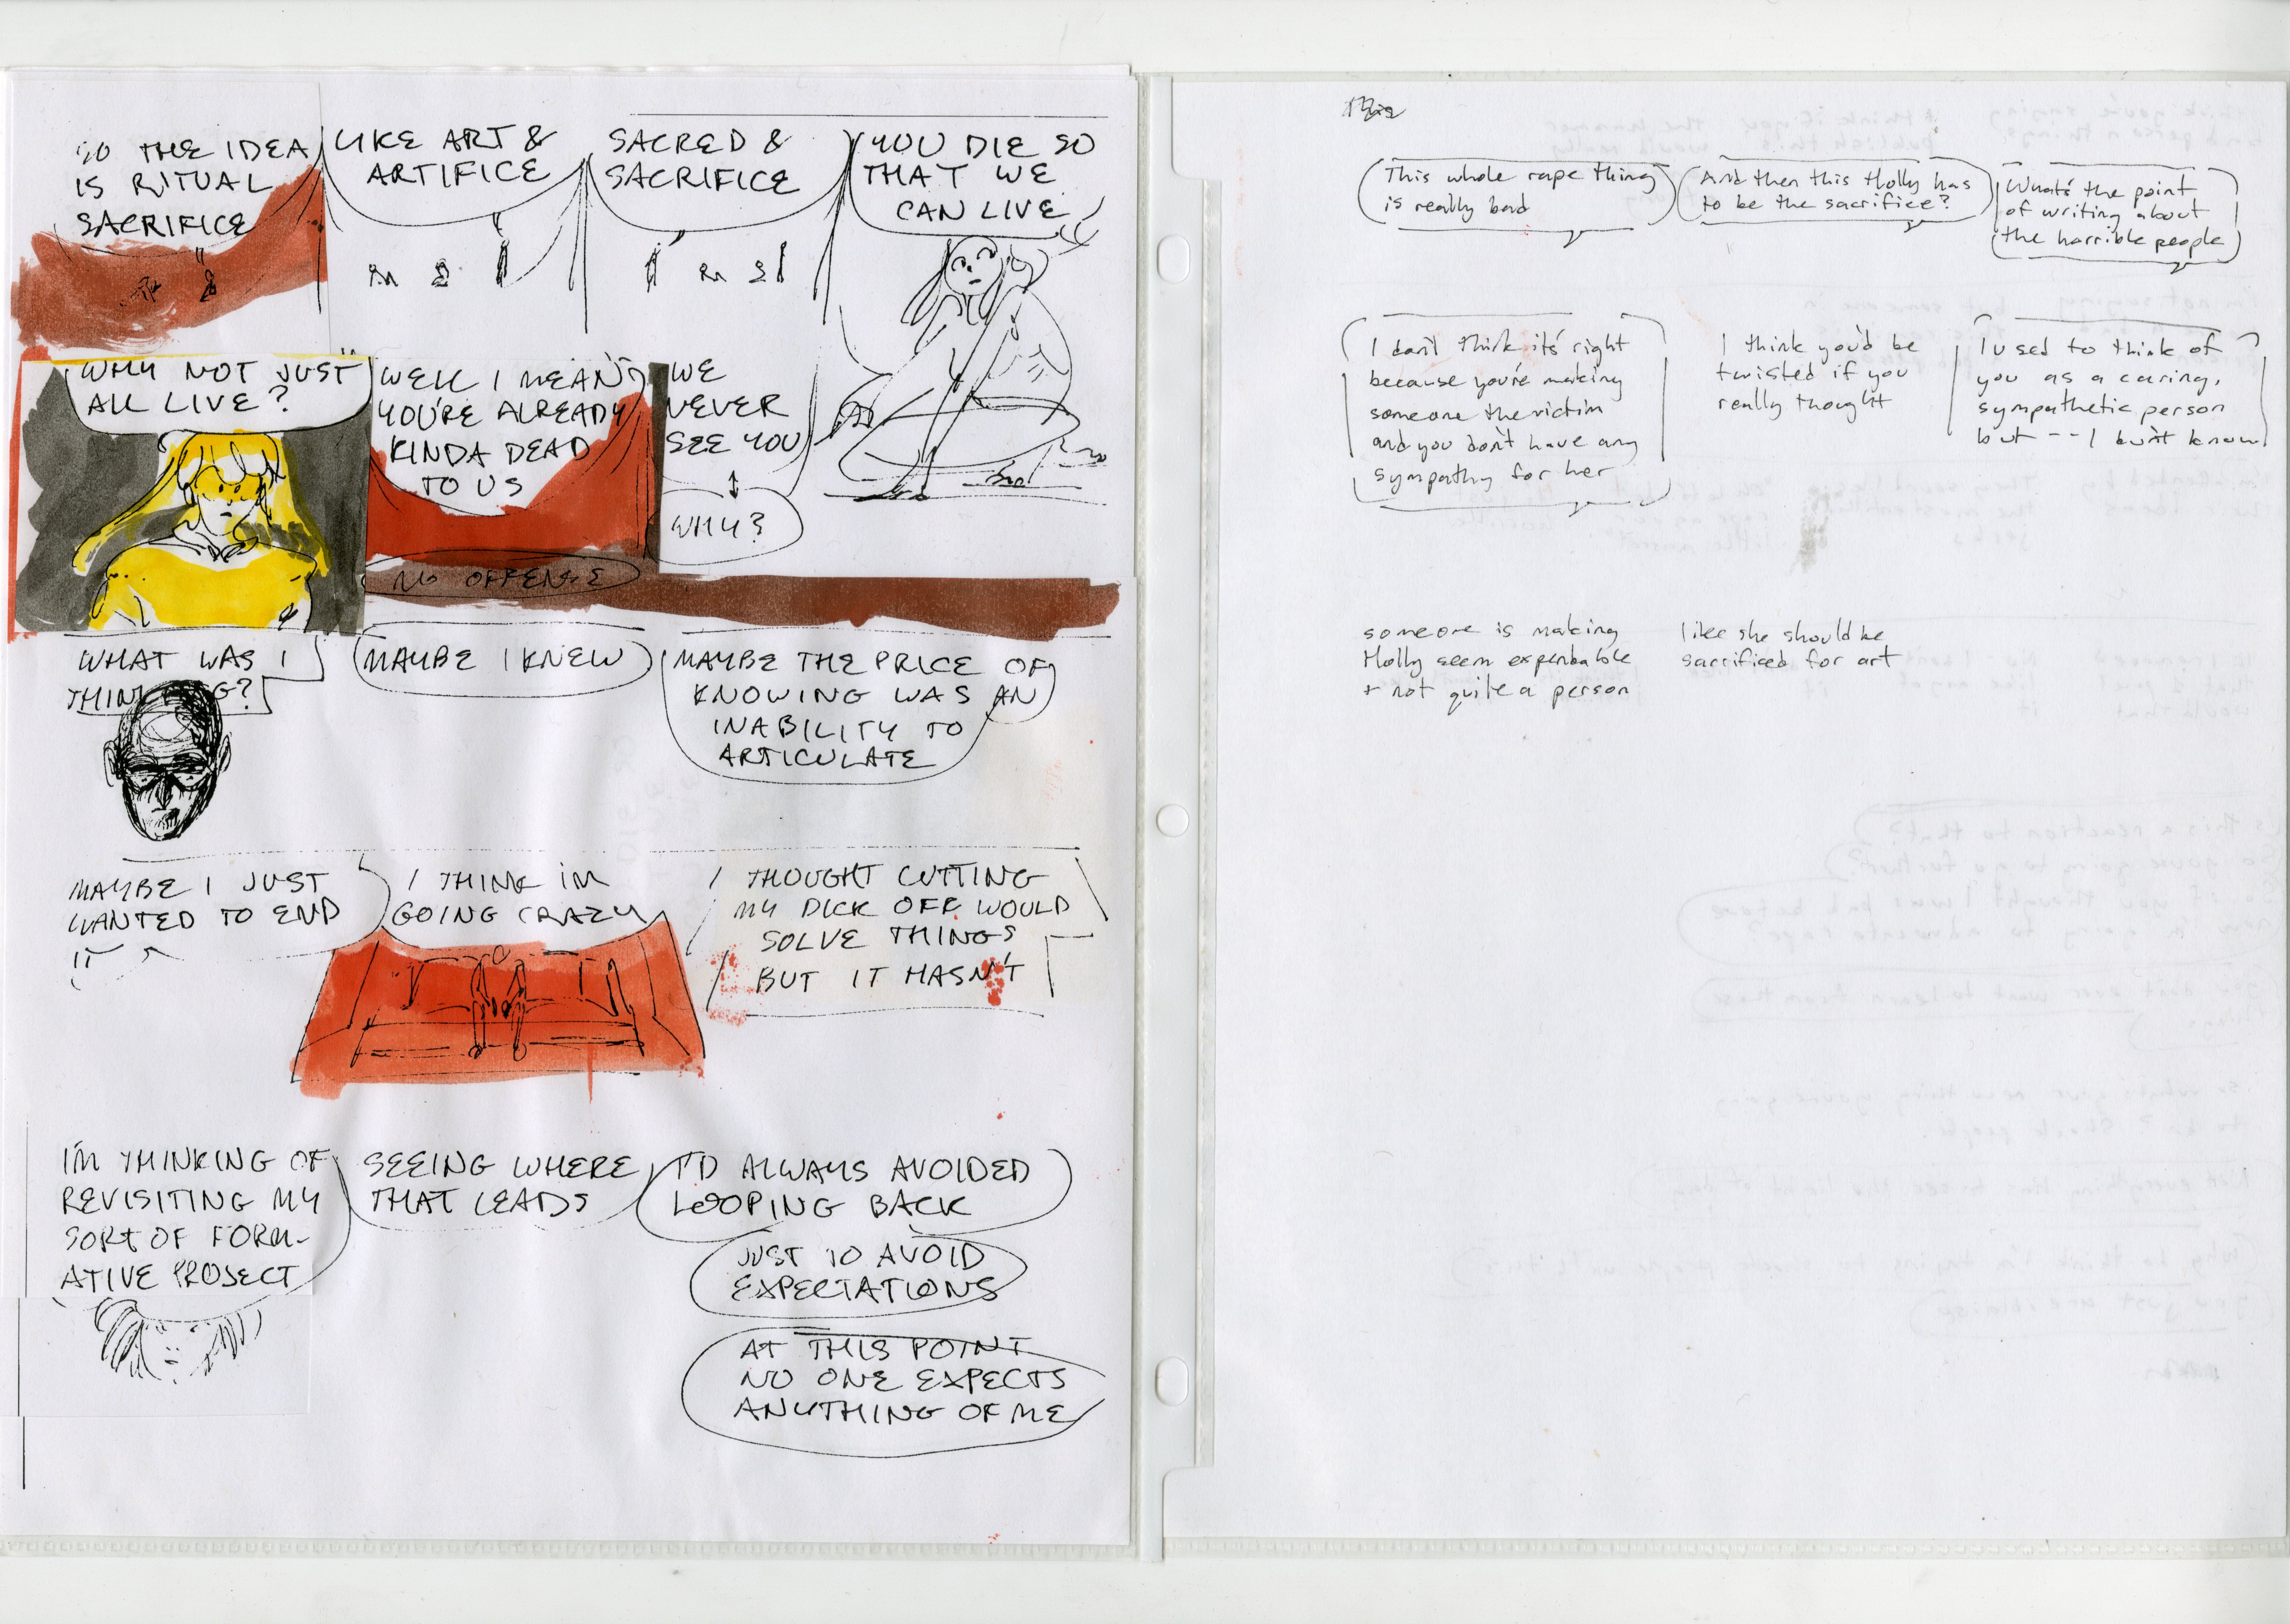 SO THE IDEA
IS RITUAL
SACRIFICE
LIKE ART &
ARTIFICE
SACRED &
SACRIFICE
YOU DIE SO
THAT WE
CAN LIVE
WHY NOT JUST
ALL LIVE?
WELL I MEAN
YOU'RE ALREADY
KINDA DEAD
TO US
NO OFFENSE
WE
NEVER
SEE YOU
WHY?
WHAT WAS I
THINKING?
MAYBE I KNEW
MAYBE THE PRICE OF
KNOWING WAS AN
INABILITY TO
ARTICULATE
MAYBE I JUST
WANTED TO END
IT
I THINK I'M
GOING CRAZY
I THOUGHT CUTTING
MY DICK OFF WOULD
SOLVE THINGS
BUT IT HASN'T
I'M THINKING OF
REVISITING MY
SORT OF FORM-
ATIVE PROJECT
SEEING WHERE
THAT LEADS
I'D ALWAYS AVOIDED
LOOPING BACK
JUST TO AVOID
EXPECTATIONS
AT THIS POINT
NO ONE EXPECTS
ANYTHING OF ME
This whole rape thing
is really bad
And then this Holly has
to be the sacrifice?
What's the point
of writing about
the horrible people
I don't think it's right
because you're making
someone the victim
and you don't have any
sympathy for her
I think you'd be
twisted if you
really thought
I used to think of
you as a caring,
sympathetic person
but -- I don't know
someone is making
Holly seem expendable
+ not quite a person
like she should be
sacrificed for art